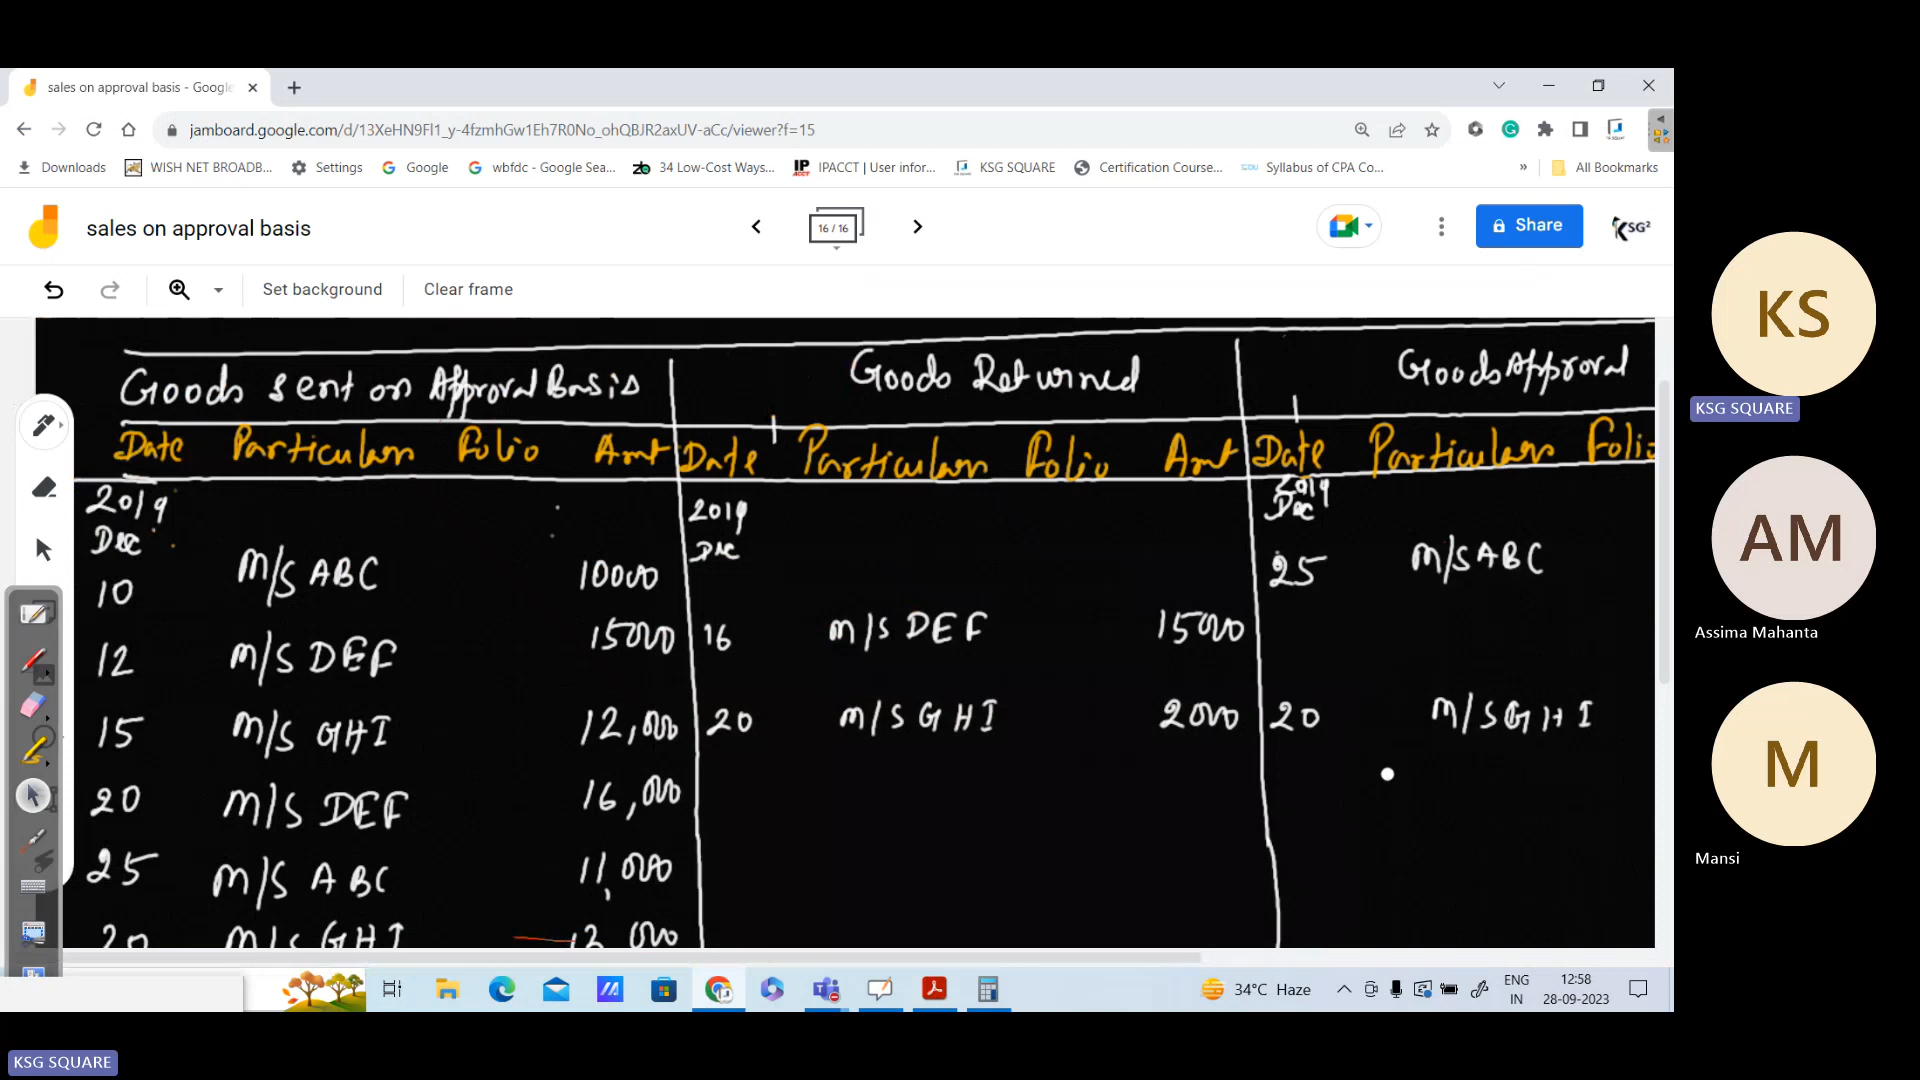 sales on approval basis - Google
jamboard.google.com/d/13XeHN9Fl1_y-4fzmhGw1Eh7R0No_ohQBJR2axUV-aCc/viewer?f=15
Downloads WISH NET BROADB... Settings Google wbfdc - Google Sea... 34 Low-Cost Ways... IPACCT | User infor... KSG SQUARE Certification Course... Syllabus of CPA Co... » All Bookmarks
sales on approval basis
16 / 16
Share
KSG²
Set background Clear frame
Goods sent on Approval Basis Goods Returned Goods Approval
Date Particulars Folio Amt Date Particulars Folio Amt Date Particulars Folio
2019 2019 2019
Dec Dec Dec
10 M/S ABC 10000 25 M/S ABC
12 M/S DEF 15000 16 M/S DEF 15000
15 M/S GHI 12,000 20 M/S GHI 2000 20 M/S GHI
20 M/S DEF 16,000
25 M/S ABC 11,000
M/S GHI
34°C Haze
ENG
IN
12:58
28-09-2023
KS
KSG SQUARE
AM
Assima Mahanta
M
Mansi
KSG SQUARE